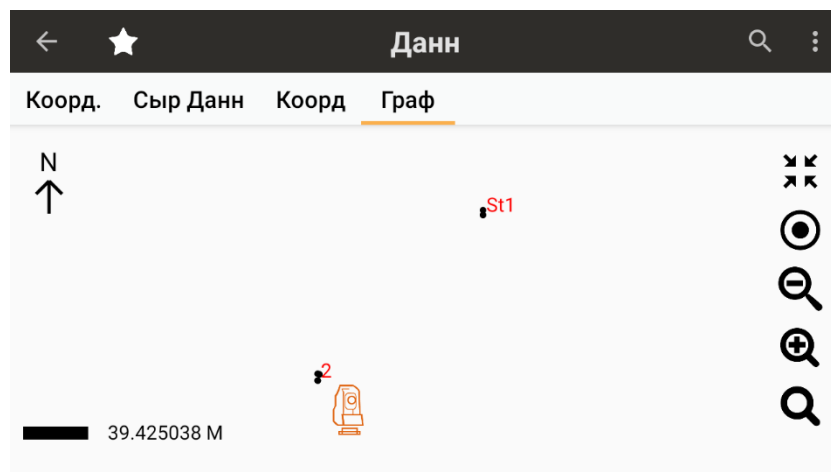 Данн
Коорд. Сыр Данн Коорд Граф
N
St1
2
39.425038 М